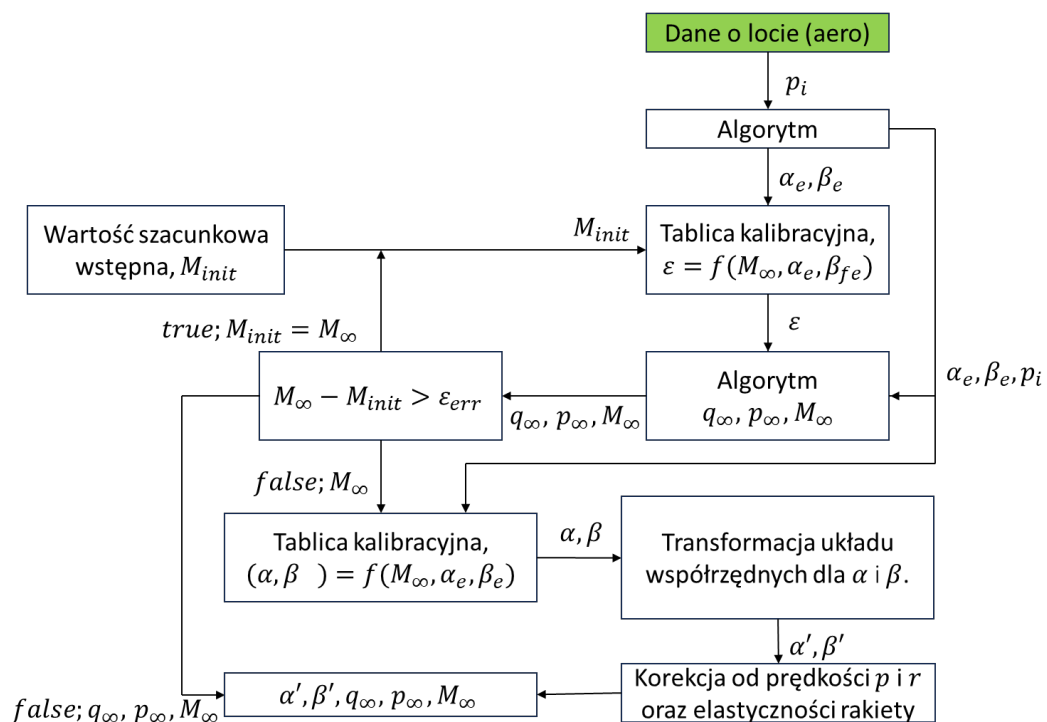 Dane o locie (aero)
p_i
Algorytm
α_e, β_e
Wartość szacunkowa
wstępna, M_init
M_init
Tablica kalibracyjna,
ε = f(M_∞, α_e, β_fe)
true; M_init = M_∞
ε
M_∞ − M_init > ε_err
q_∞, p_∞, M_∞
Algorytm
q_∞, p_∞, M_∞
α_e, β_e, p_i
false; M_∞
Tablica kalibracyjna,
(α, β ) = f(M_∞, α_e, β_e)
α, β
Transformacja układu
współrzędnych dla α i β.
α′, β′
false; q_∞, p_∞, M_∞
α′, β′, q_∞, p_∞, M_∞
Korekcja od prędkości p i r
oraz elastyczności rakiety